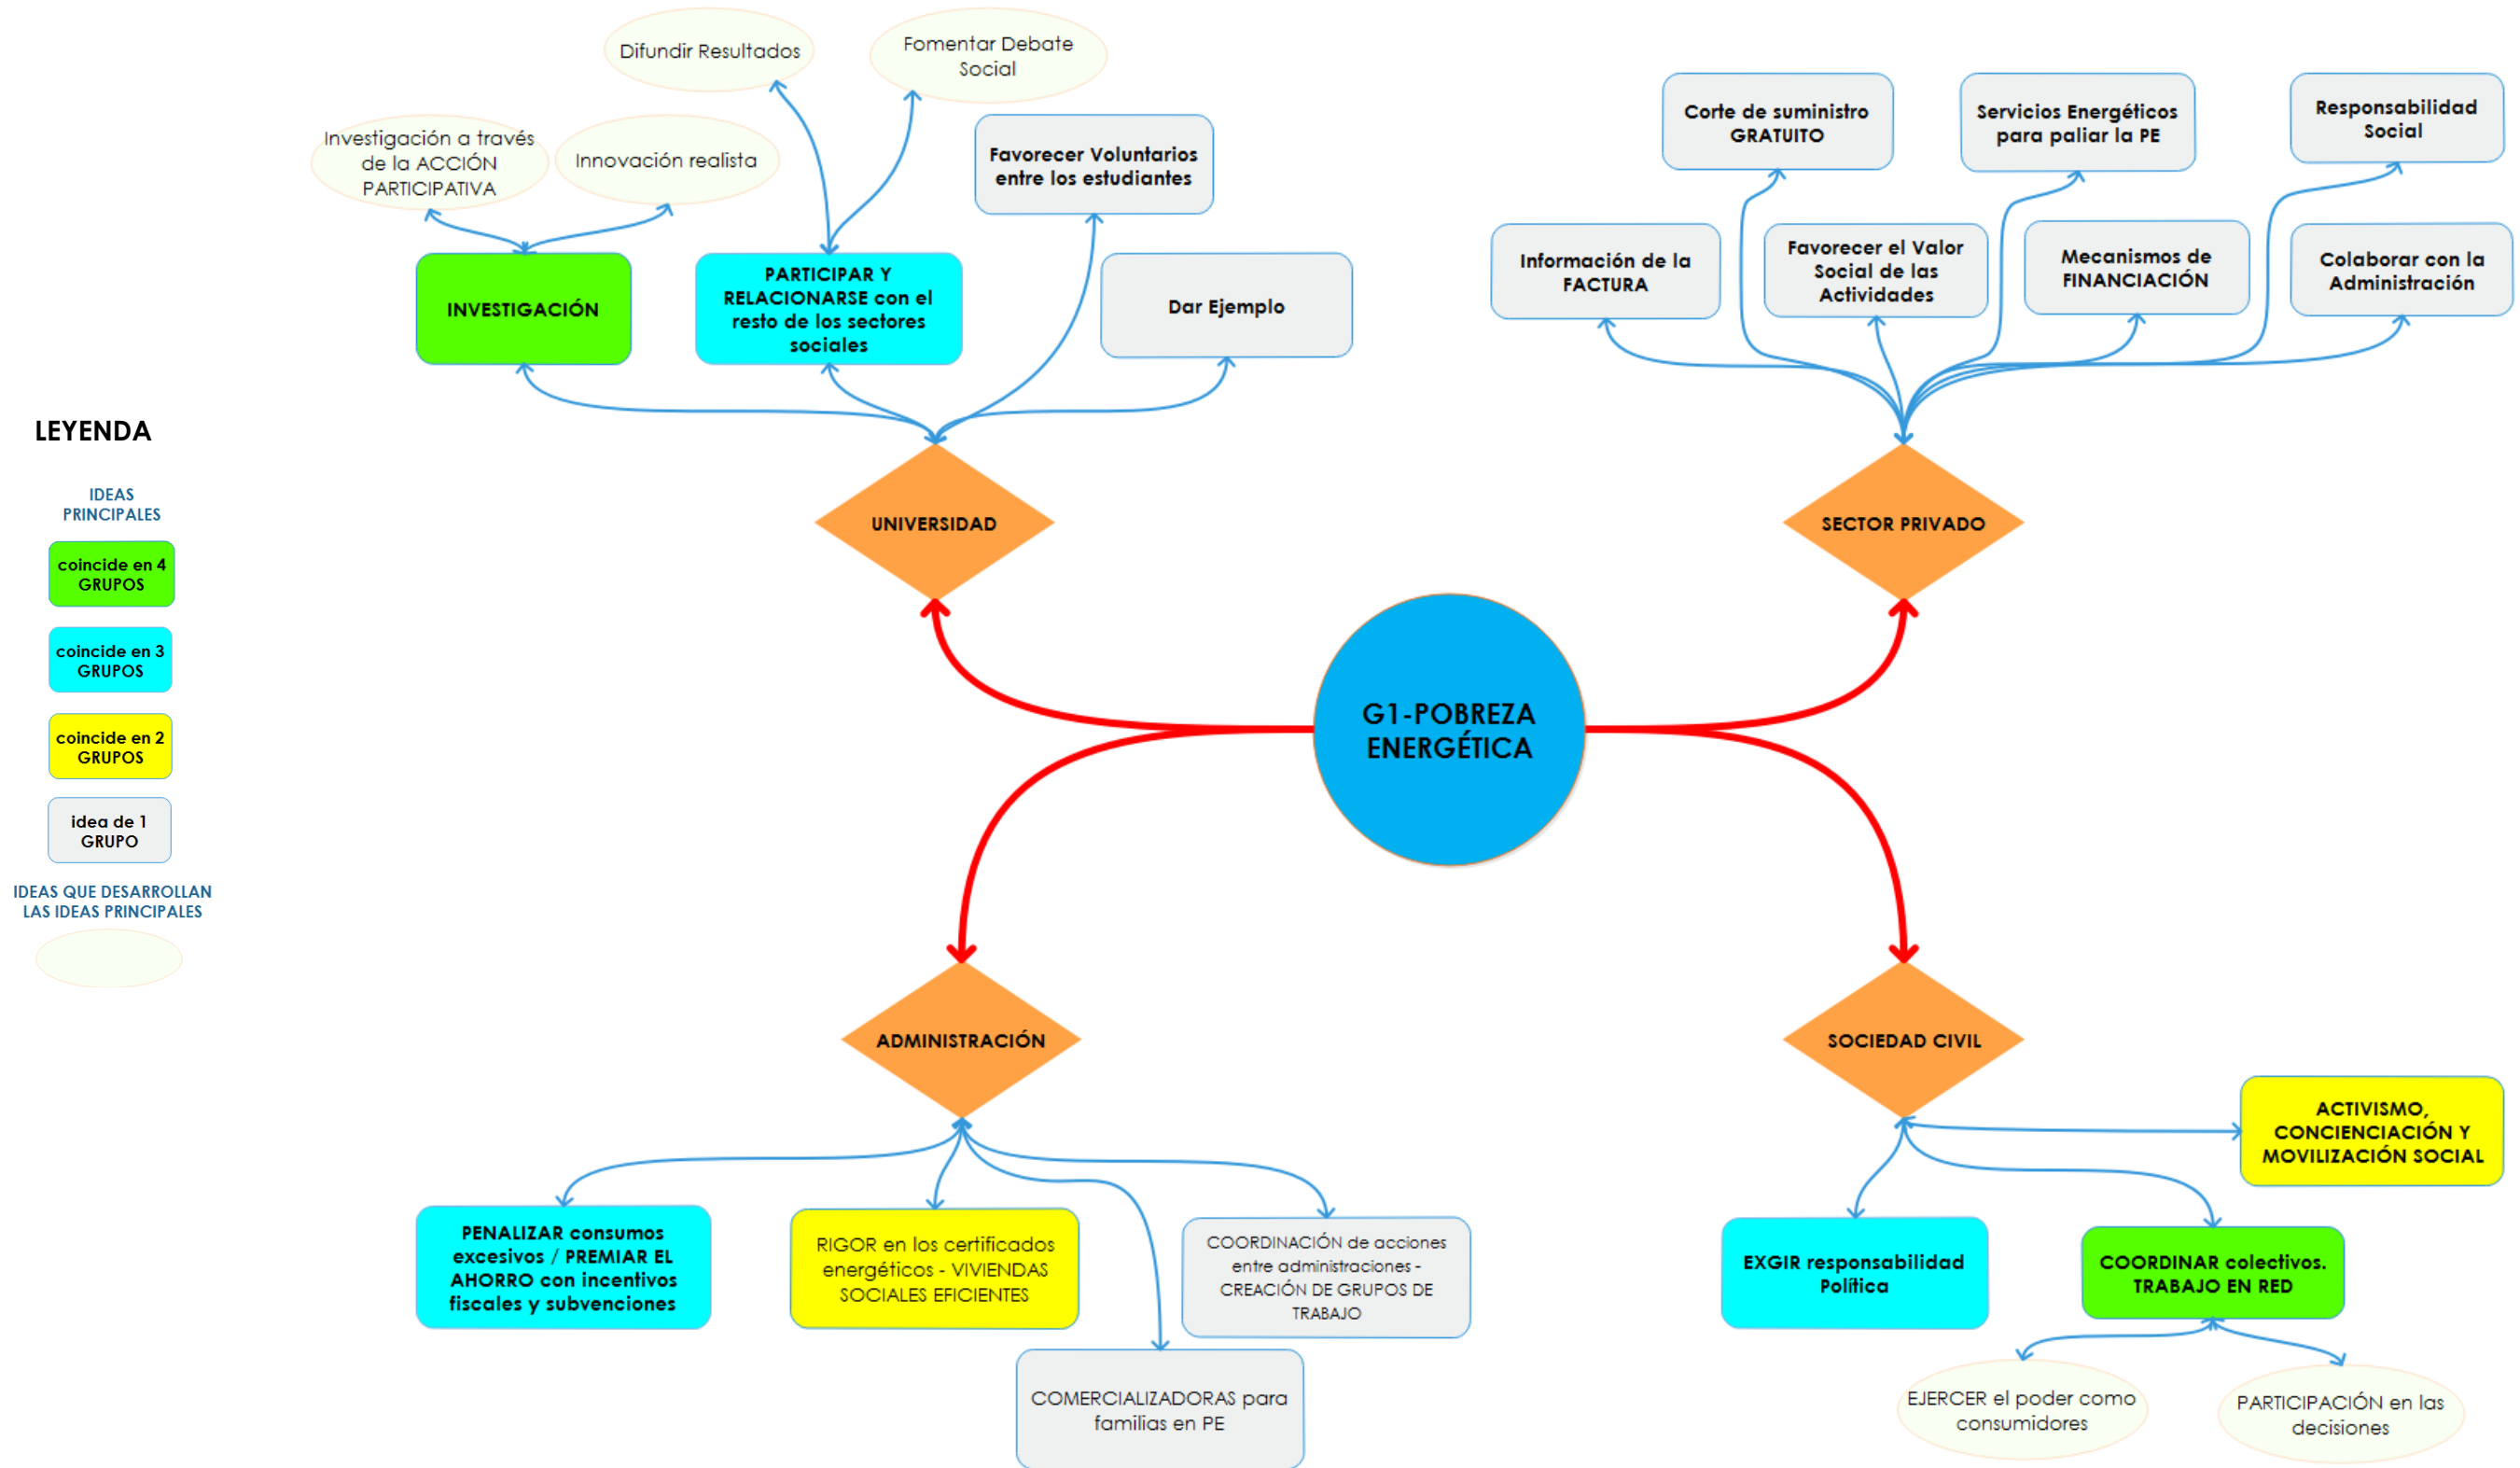 Difundir Resultados
Fomentar Debate
Social
Investigación a través
de la ACCIÓN
PARTICIPATIVA
Innovación realista
Favorecer Voluntarios
entre los estudiantes
INVESTIGACIÓN
PARTICIPAR Y
RELACIONARSE con el
resto de los sectores
sociales
Dar Ejemplo
UNIVERSIDAD
Corte de suministro
GRATUITO
Servicios Energéticos
para paliar la PE
Responsabilidad
Social
Información de la
FACTURA
Favorecer el Valor
Social de las
Actividades
Mecanismos de
FINANCIACIÓN
Colaborar con la
Administración
SECTOR PRIVADO
LEYENDA
IDEAS
PRINCIPALES
coincide en 4
GRUPOS
coincide en 3
GRUPOS
coincide en 2
GRUPOS
idea de 1
GRUPO
IDEAS QUE DESARROLLAN
LAS IDEAS PRINCIPALES
G1-POBREZA
ENERGÉTICA
ADMINISTRACIÓN
PENALIZAR consumos
excesivos / PREMIAR EL
AHORRO con incentivos
fiscales y subvenciones
RIGOR en los certificados
energéticos - VIVIENDAS
SOCIALES EFICIENTES
COORDINACIÓN de acciones
entre administraciones -
CREACIÓN DE GRUPOS DE
TRABAJO
COMERCIALIZADORAS para
familias en PE
SOCIEDAD CIVIL
ACTIVISMO,
CONCIENCIACIÓN Y
MOVILIZACIÓN SOCIAL
EXGIR responsabilidad
Política
COORDINAR colectivos.
TRABAJO EN RED
EJERCER el poder como
consumidores
PARTICIPACIÓN en las
decisiones